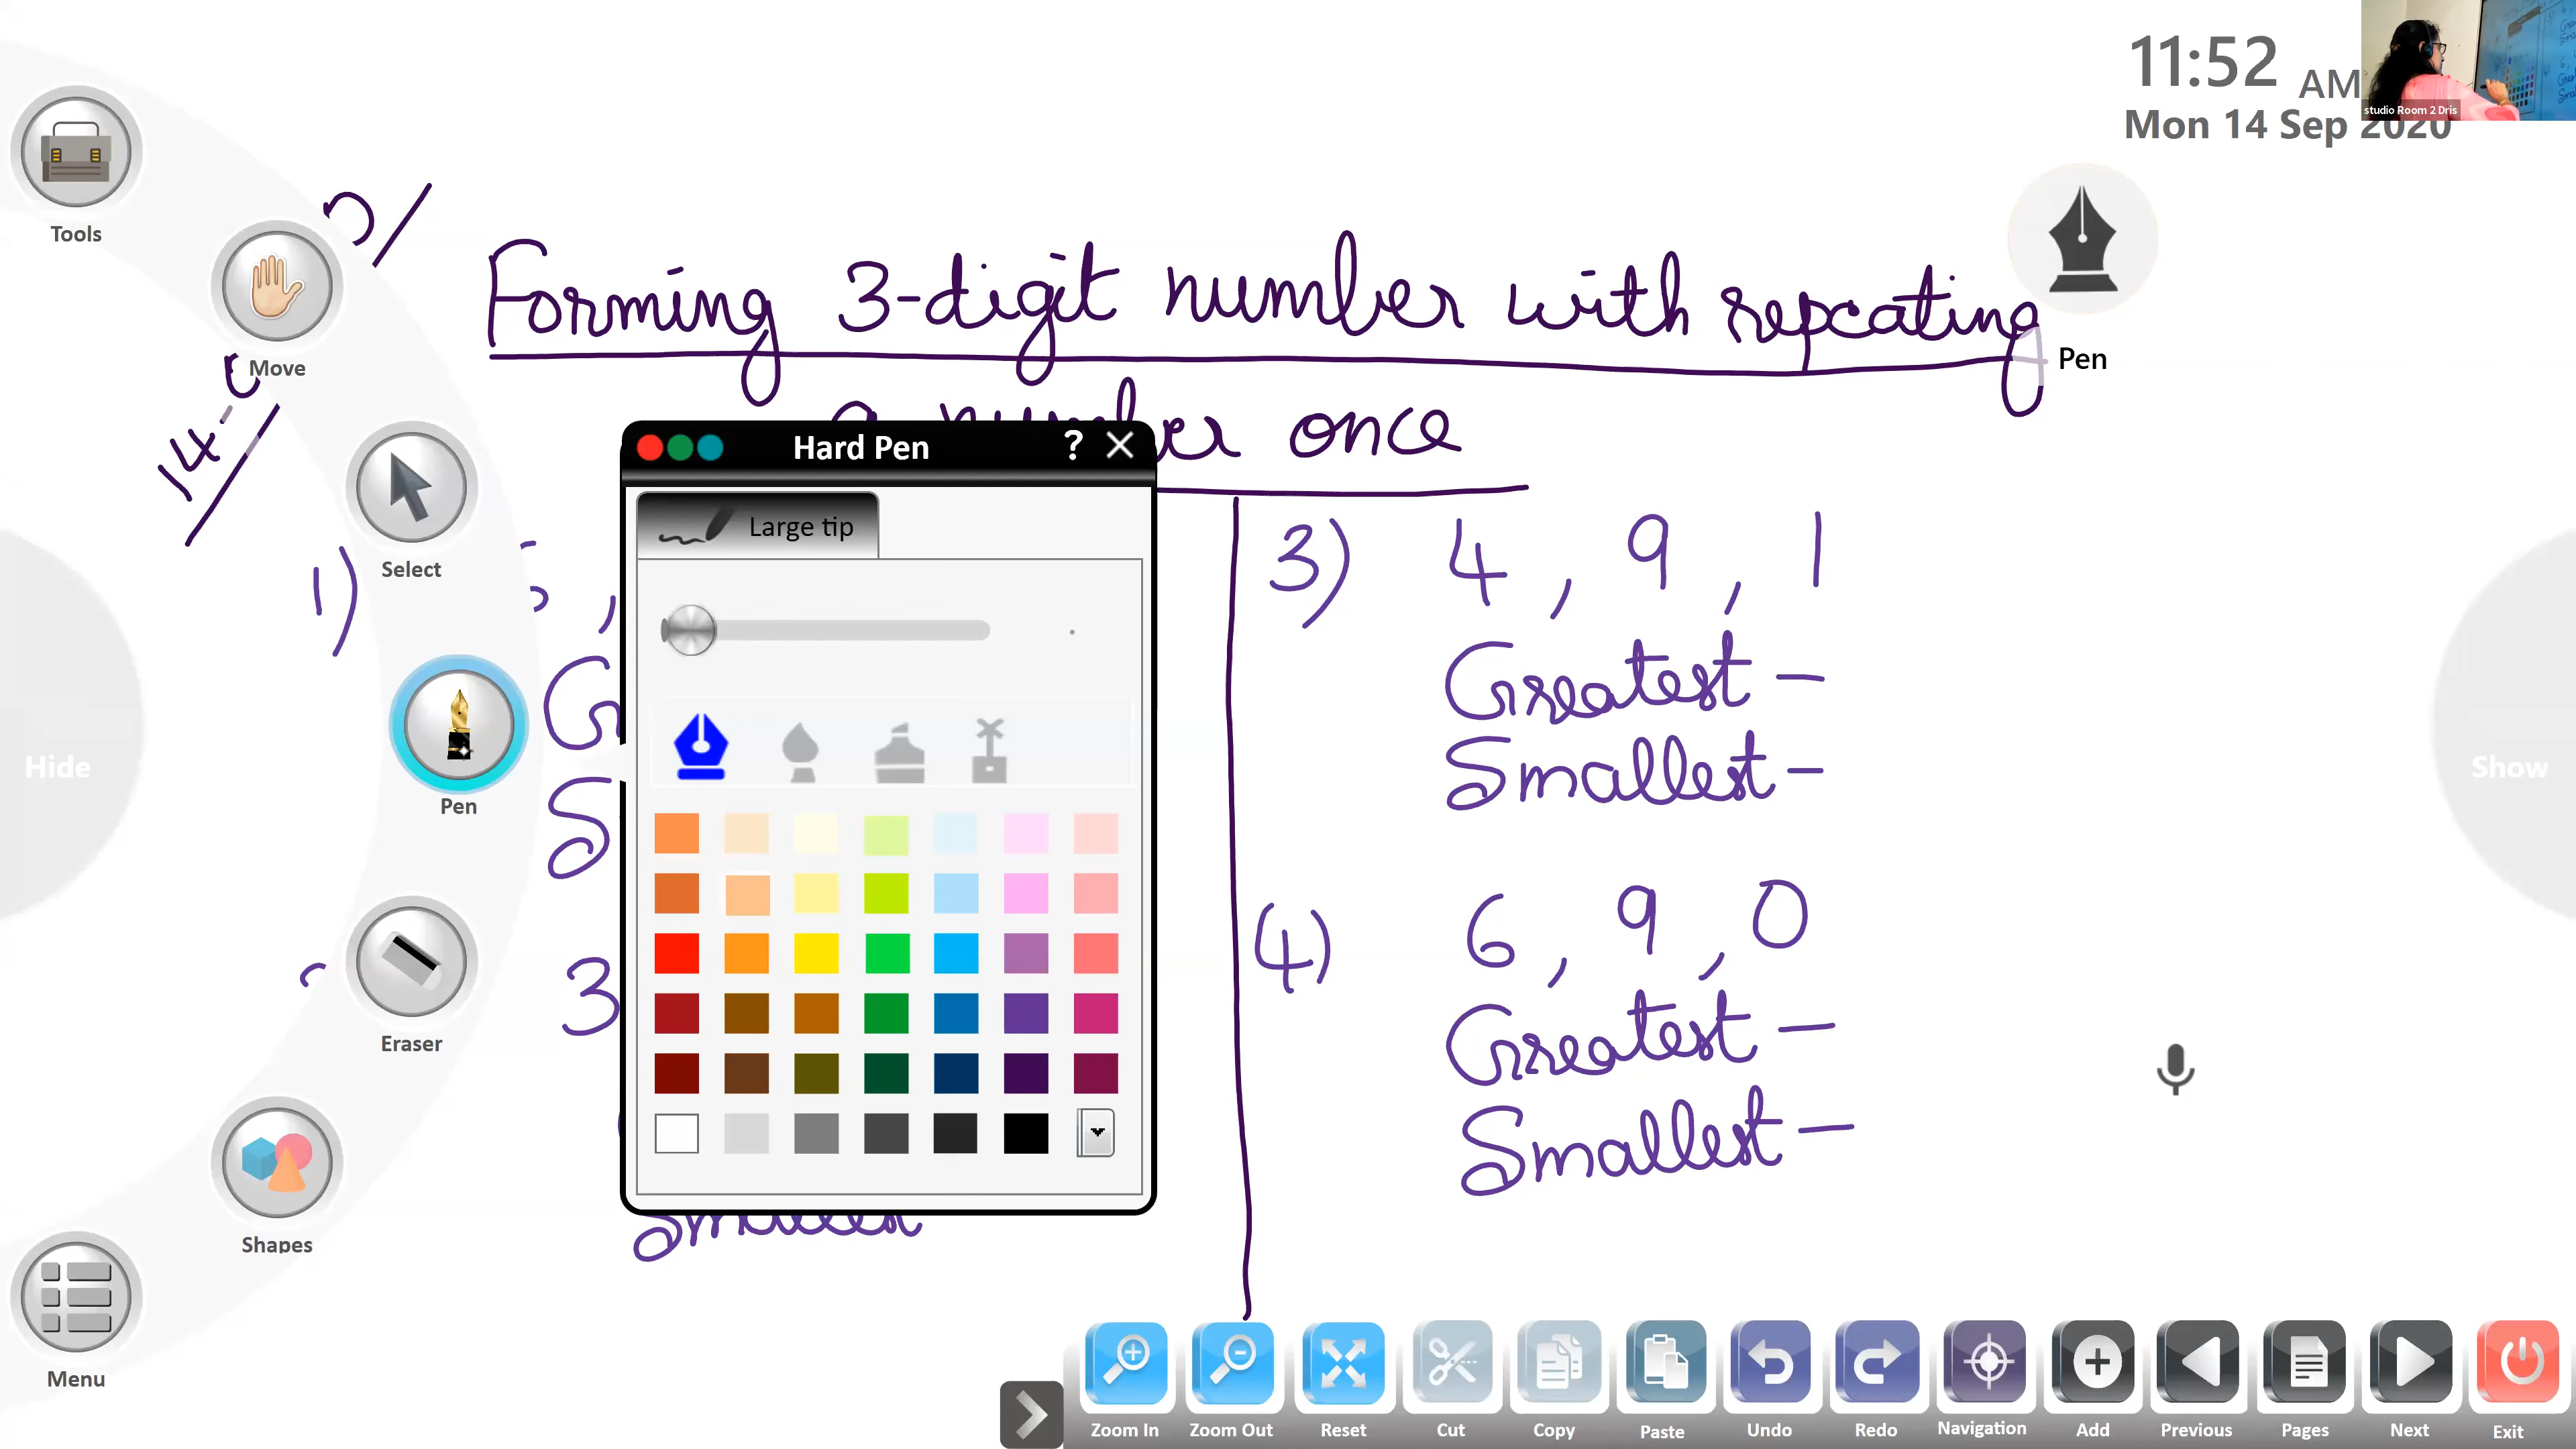 11:52 AM
Mon 14 Sep 2020
studio Room 2 Dris
Tools
Move
Select
Pen
Eraser
Shapes
Menu
Hide
Show
Pen
14
Forming 3-digit number with repeating
a number once
Hard Pen ? X
Large tip
1)
3
Smallest
3) 4, 9, 1
Greatest -
Smallest -
(4) 6, 9, 0
Greatest -
Smallest -
Zoom In Zoom Out Reset Cut Copy Paste Undo Redo Navigation Add Previous Pages Next Exit